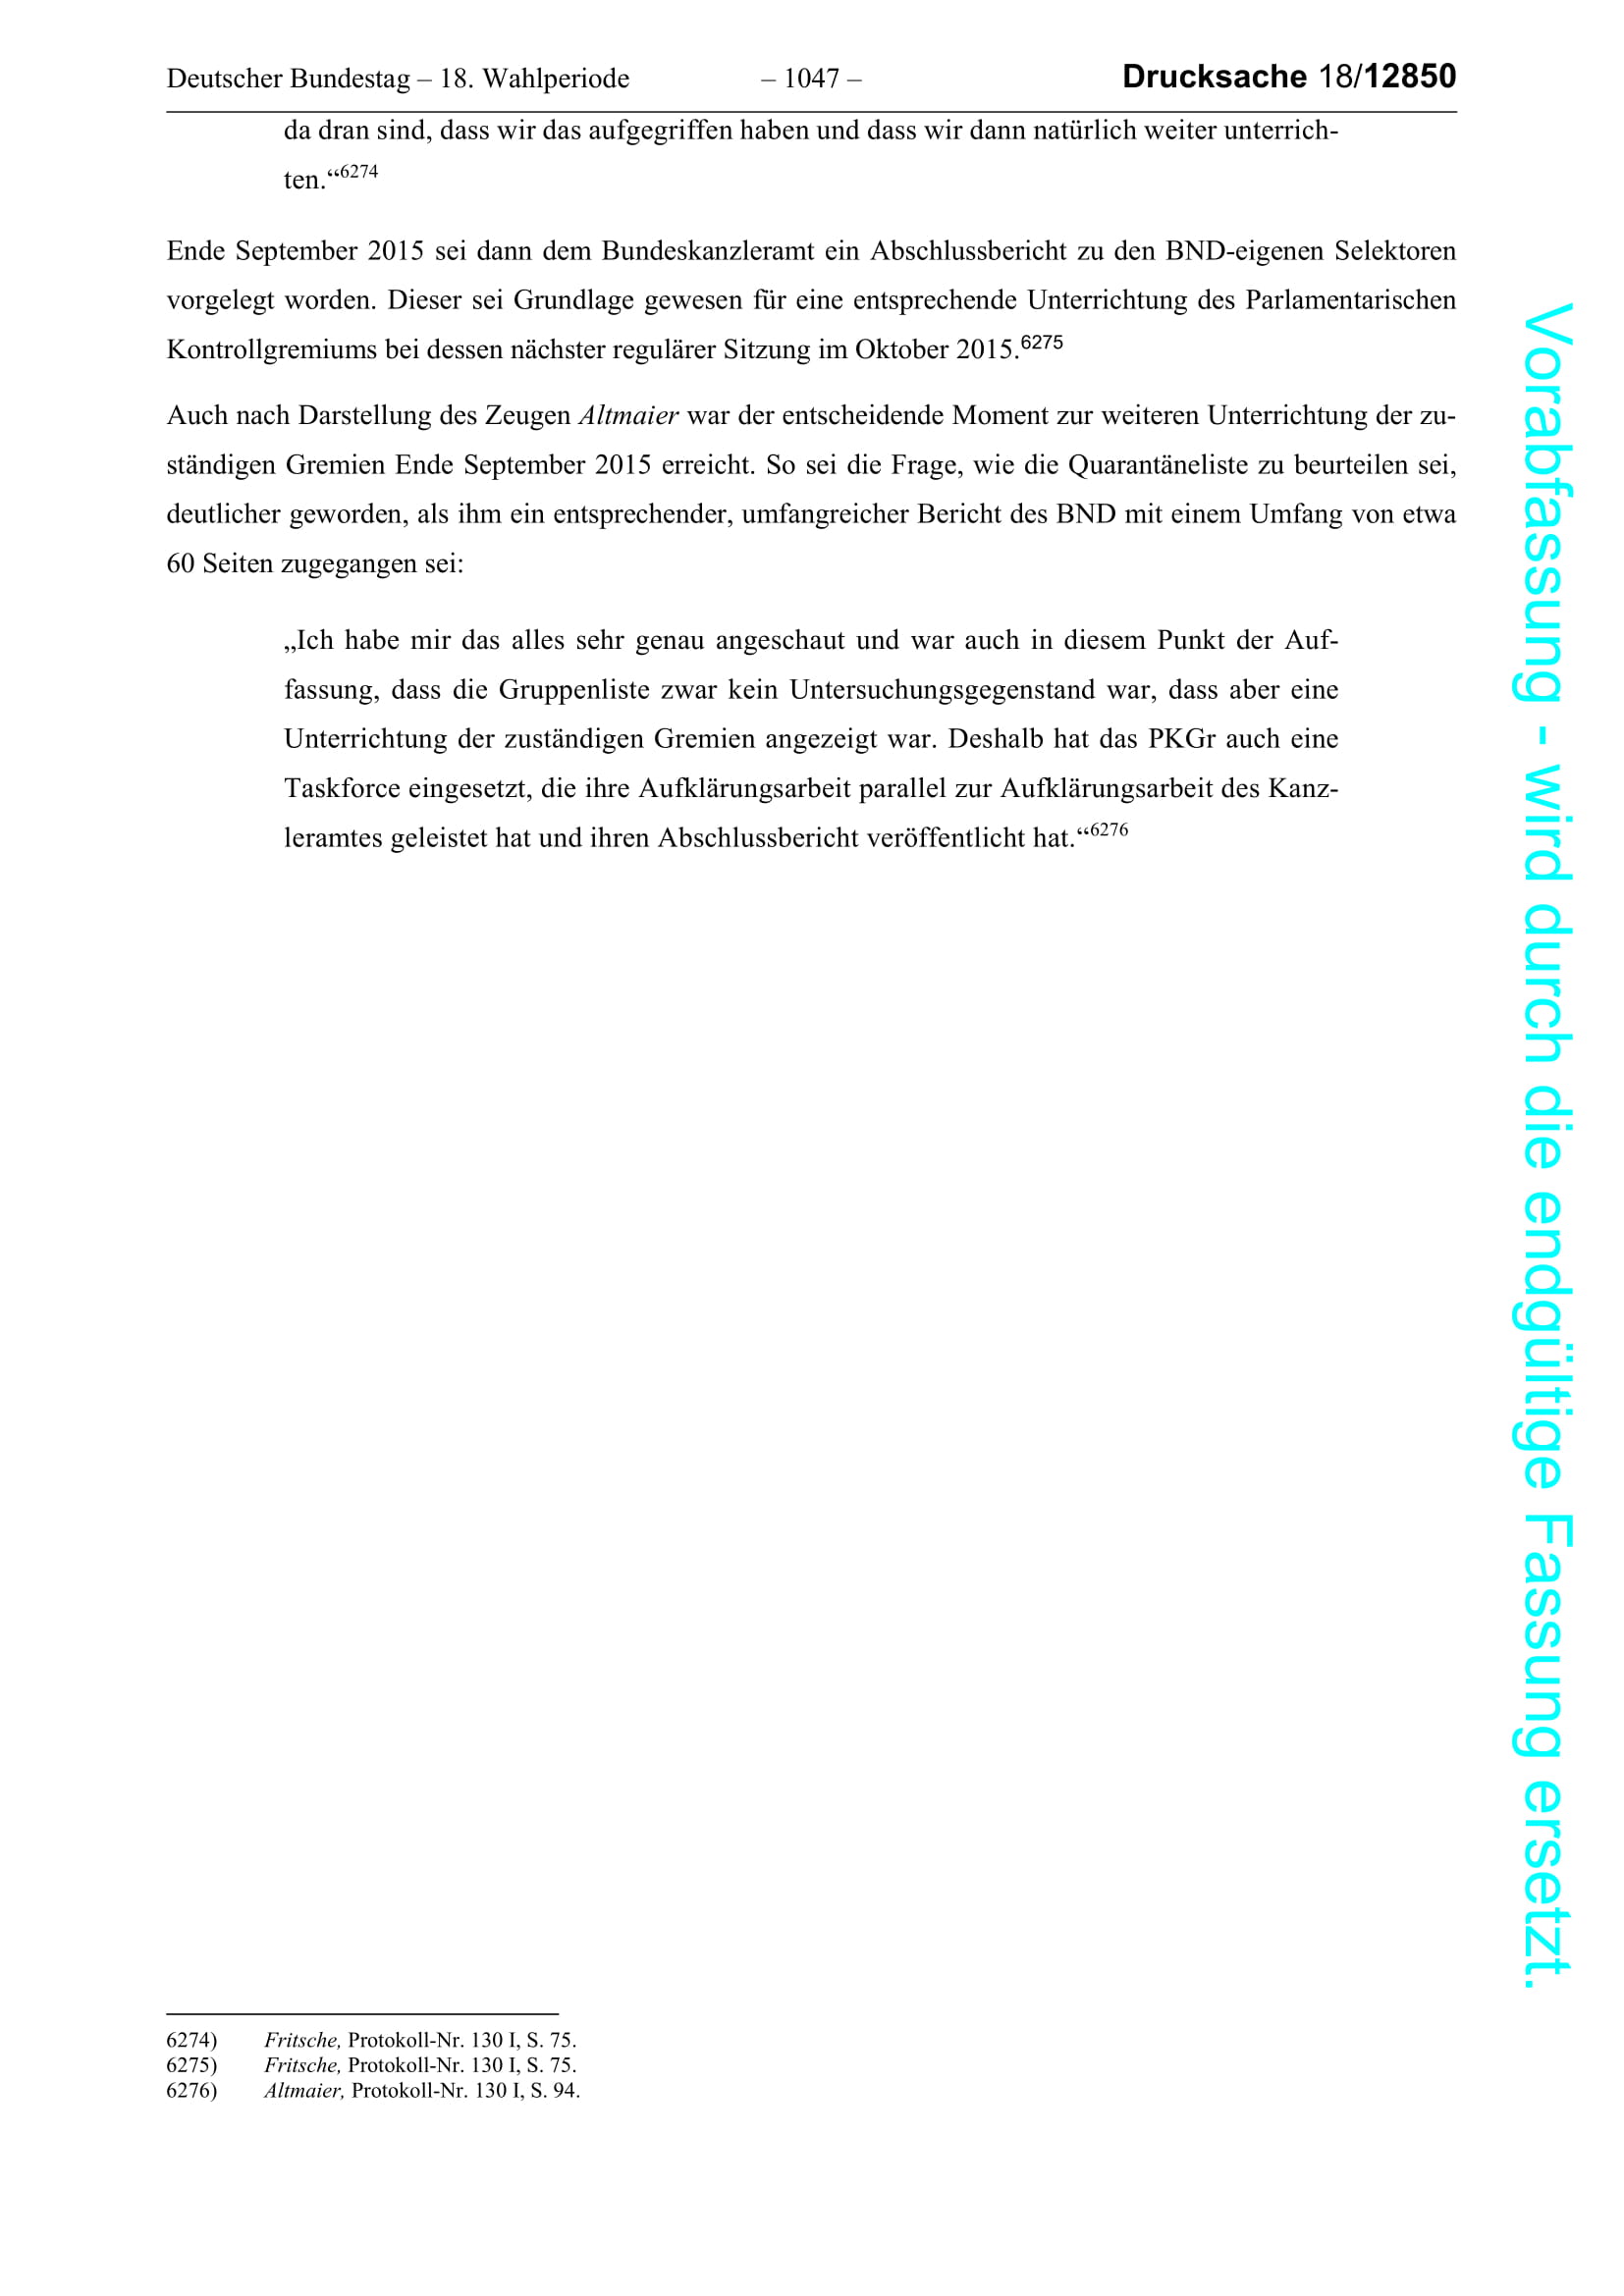 Deutscher Bundestag – 18. Wahlperiode – 1047 – Drucksache 18/12850
da dran sind, dass wir das aufgegriffen haben und dass wir dann natürlich weiter unterrich-
ten.“6274
Ende September 2015 sei dann dem Bundeskanzleramt ein Abschlussbericht zu den BND-eigenen Selektoren
vorgelegt worden. Dieser sei Grundlage gewesen für eine entsprechende Unterrichtung des Parlamentarischen
Kontrollgremiums bei dessen nächster regulärer Sitzung im Oktober 2015.6275
Auch nach Darstellung des Zeugen Altmaier war der entscheidende Moment zur weiteren Unterrichtung der zu-
ständigen Gremien Ende September 2015 erreicht. So sei die Frage, wie die Quarantäneliste zu beurteilen sei,
deutlicher geworden, als ihm ein entsprechender, umfangreicher Bericht des BND mit einem Umfang von etwa
60 Seiten zugegangen sei:
„Ich habe mir das alles sehr genau angeschaut und war auch in diesem Punkt der Auf-
fassung, dass die Gruppenliste zwar kein Untersuchungsgegenstand war, dass aber eine
Unterrichtung der zuständigen Gremien angezeigt war. Deshalb hat das PKGr auch eine
Taskforce eingesetzt, die ihre Aufklärungsarbeit parallel zur Aufklärungsarbeit des Kanz-
leramtes geleistet hat und ihren Abschlussbericht veröffentlicht hat.“6276
6274) Fritsche, Protokoll-Nr. 130 I, S. 75.
6275) Fritsche, Protokoll-Nr. 130 I, S. 75.
6276) Altmaier, Protokoll-Nr. 130 I, S. 94.
Vorabfassung - wird durch die endgültige Fassung ersetzt.